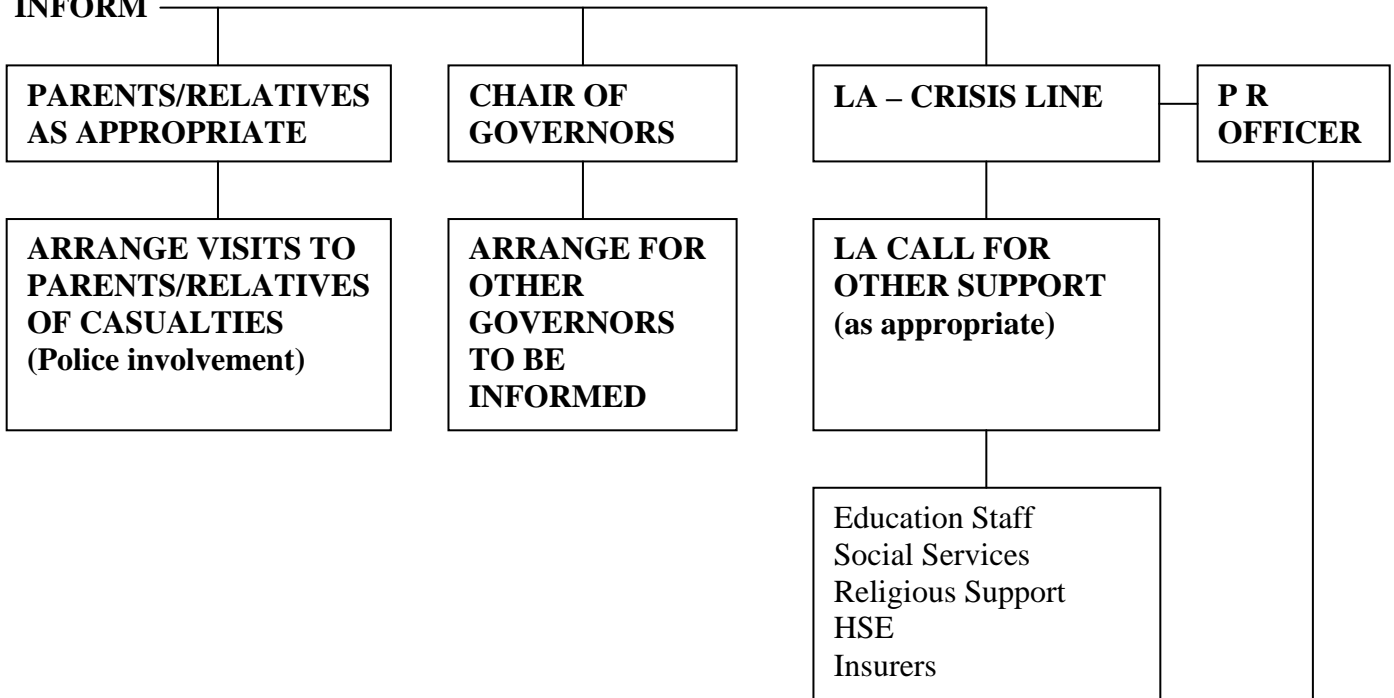 INFORM
PARENTS/RELATIVES
AS APPROPRIATE
CHAIR OF
GOVERNORS
LA – CRISIS LINE
P R
OFFICER
ARRANGE VISITS TO
PARENTS/RELATIVES
OF CASUALTIES
(Police involvement)
ARRANGE FOR
OTHER
GOVERNORS
TO BE
INFORMED
LA CALL FOR
OTHER SUPPORT
(as appropriate)
Education Staff
Social Services
Religious Support
HSE
Insurers